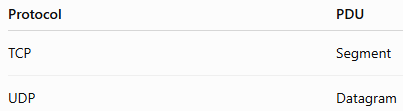 Protocol PDU
TCP Segment
UDP Datagram